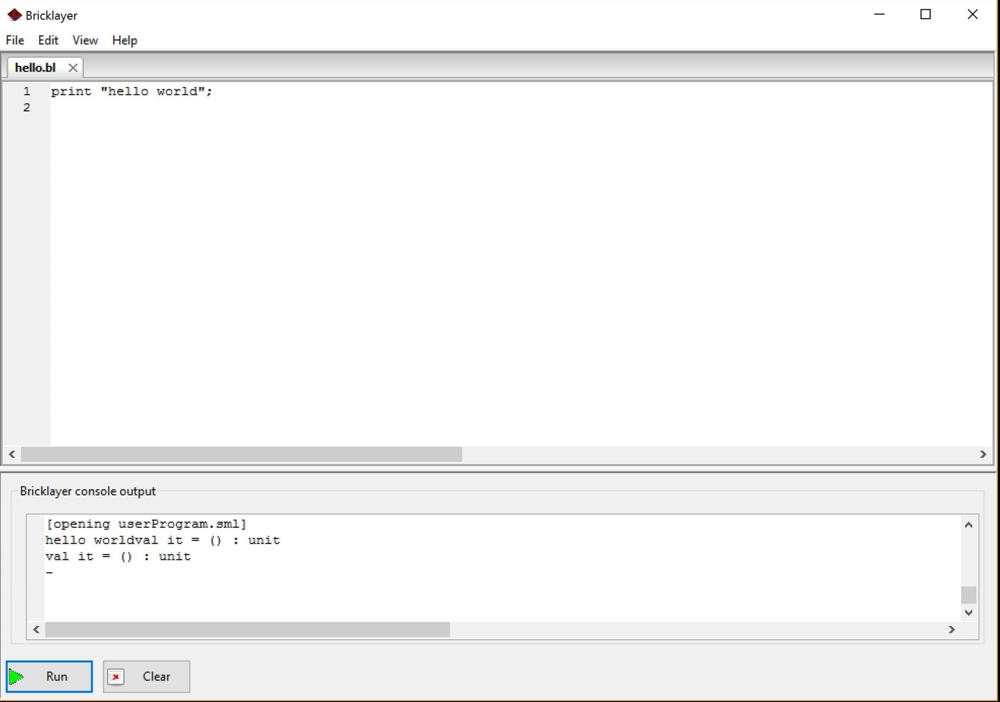 Bricklayer
File Edit View Help
hello.bl
1 print "hello world";
2
Bricklayer console output
[opening userProgram.sml]
hello worldval it = () : unit
val it = () : unit
-
Run Clear